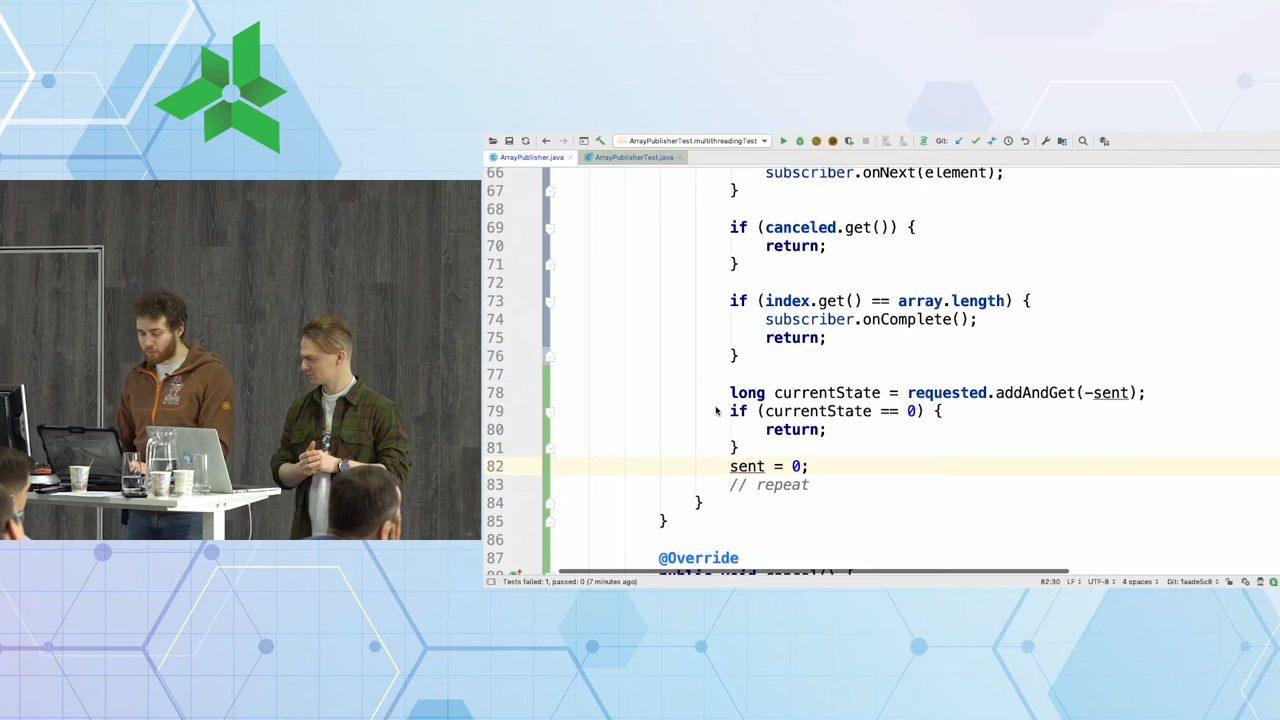 ArrayPublisherTest.multithreadingTest
Git:
ArrayPublisher.java
ArrayPublisherTest.java
66 subscriber.onNext(element);
67 }
68
69 if (canceled.get()) {
70 return;
71 }
72
73 if (index.get() == array.length) {
74 subscriber.onComplete();
75 return;
76 }
77
78 long currentState = requested.addAndGet(-sent);
79 if (currentState == 0) {
80 return;
81 }
82 sent = 0;
83 // repeat
84 }
85 }
86
87 @Override
Tests failed: 1, passed: 0 (7 minutes ago)
82:30 LF UTF-8 4 spaces Git: 1aade5c8